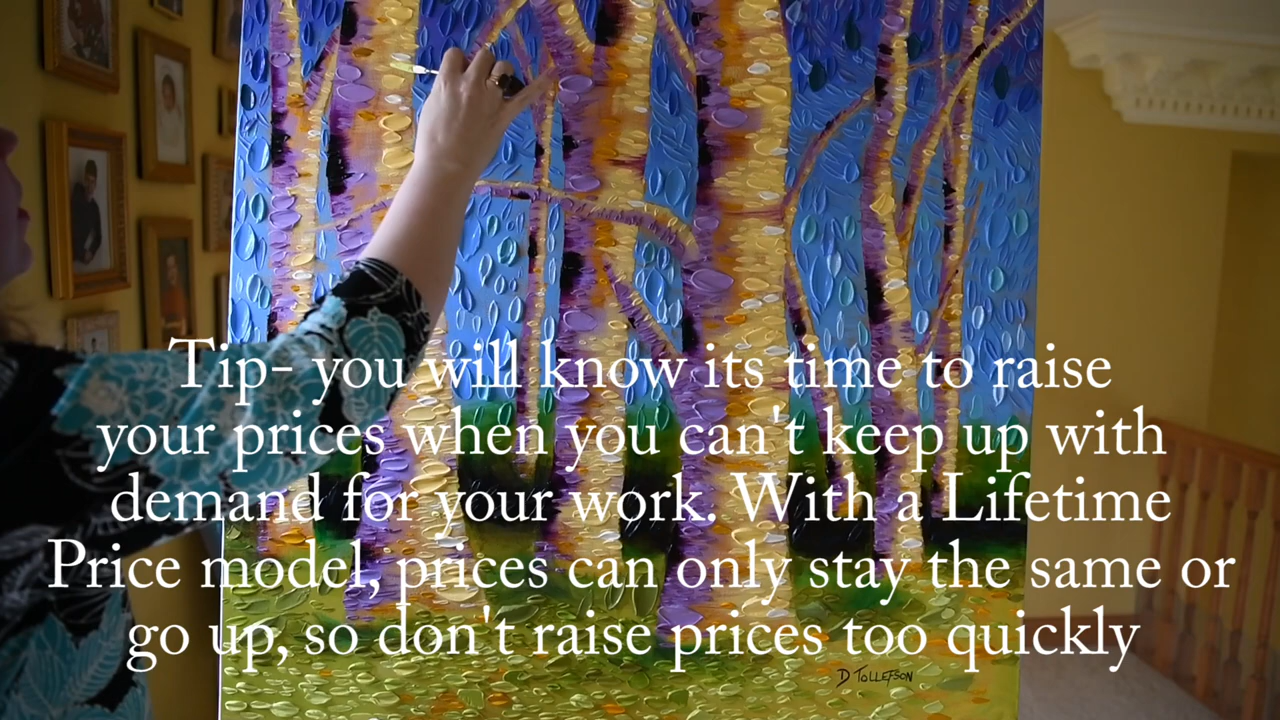 Tip- you will know its time to raise
your prices when you can't keep up with
demand for your work. With a Lifetime
Price model, prices can only stay the same or
go up, so don't raise prices too quickly
D TOLLEFSON